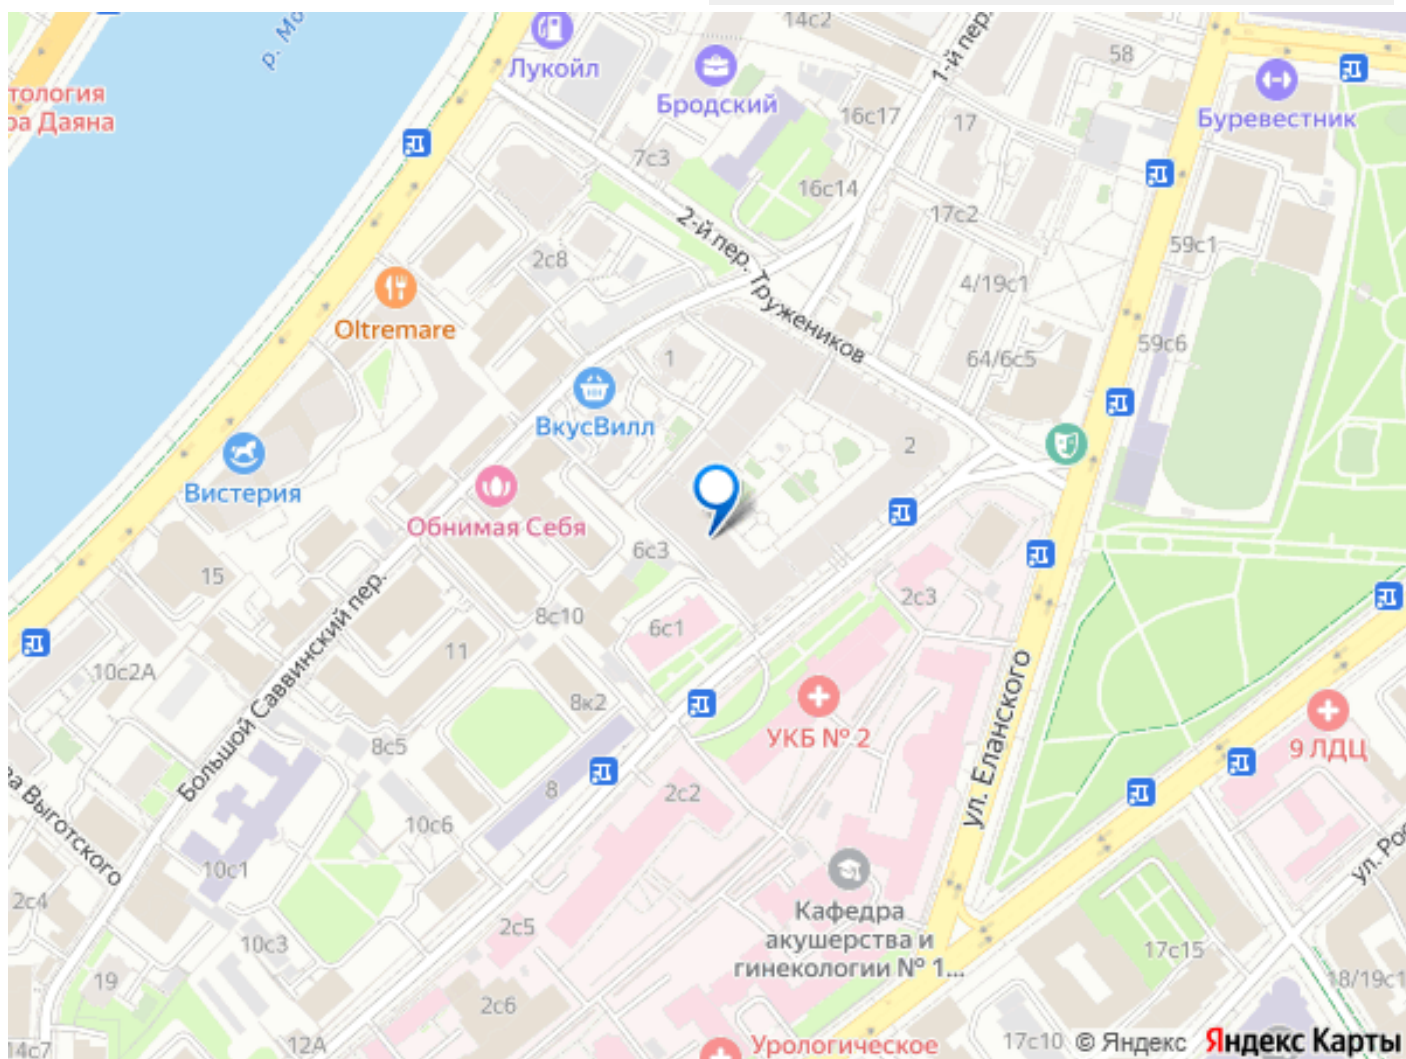 14с2
р. Мо
Лукойл
58
1-й пер.
тология
ра Даяна
Бродский
Буревестник
16с17
17
7с3
16с14
17с2
2-й пер. Тружеников
59с1
2с8
4/19с1
Oltremare
59с6
1
64/6с5
ВкусВилл
2
Вистерия
Обнимая Себя
6с3
15
2с3
8с10
6с1
11
10с2А
8к2
Большой Саввинский пер.
УКБ № 2
ул. Еланского
9 ЛДЦ
8с5
8
2с2
ра Выготского
10с6
ул. Рос
10с1
2с4
Кафедра
акушерства и
гинекологии № 1...
2с5
10с3
17с15
19
18/19с1
2с6
14с7
12А
Урологическое
17с10
© Яндекс
Яндекс Карты